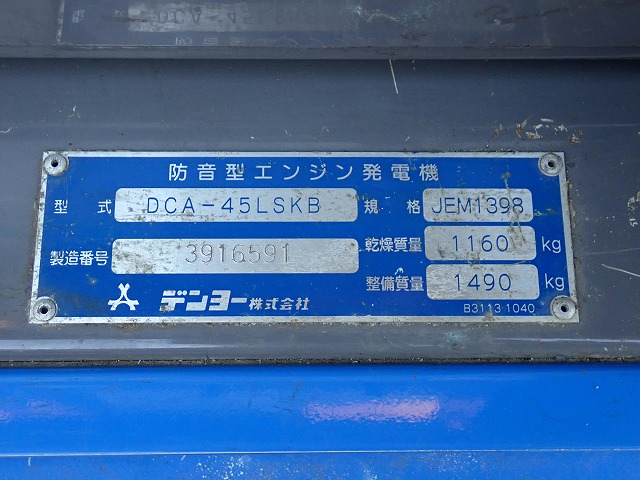 防音型エンジン発電機
型式 DCA-45LSKB 規格 JEM1398
製造番号 3916591 乾燥質量 1160 kg
整備質量 1490 kg
デンヨー株式会社 B3113 1040
DCA-45LSK